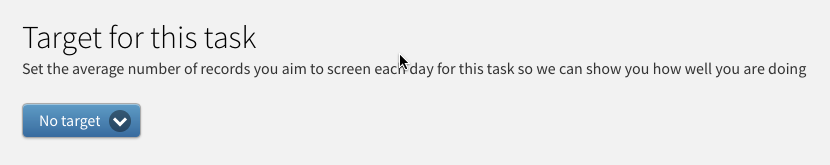 Target for this task
Set the average number of records you aim to screen each day for this task so we can show you how well you are doing
No target